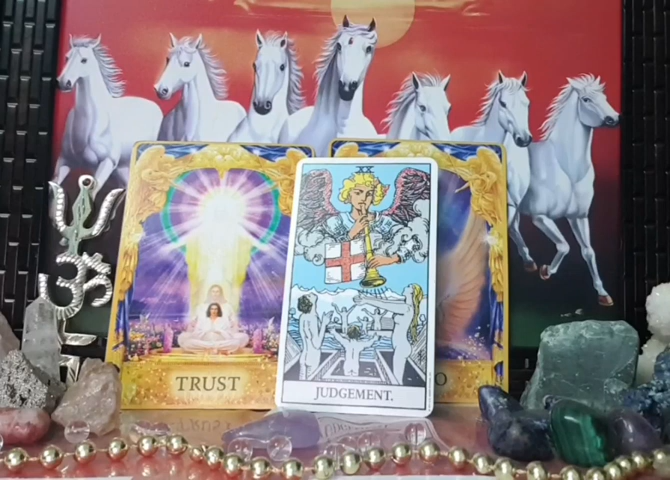 XX
ॐ
TRUST
O
JUDGEMENT.